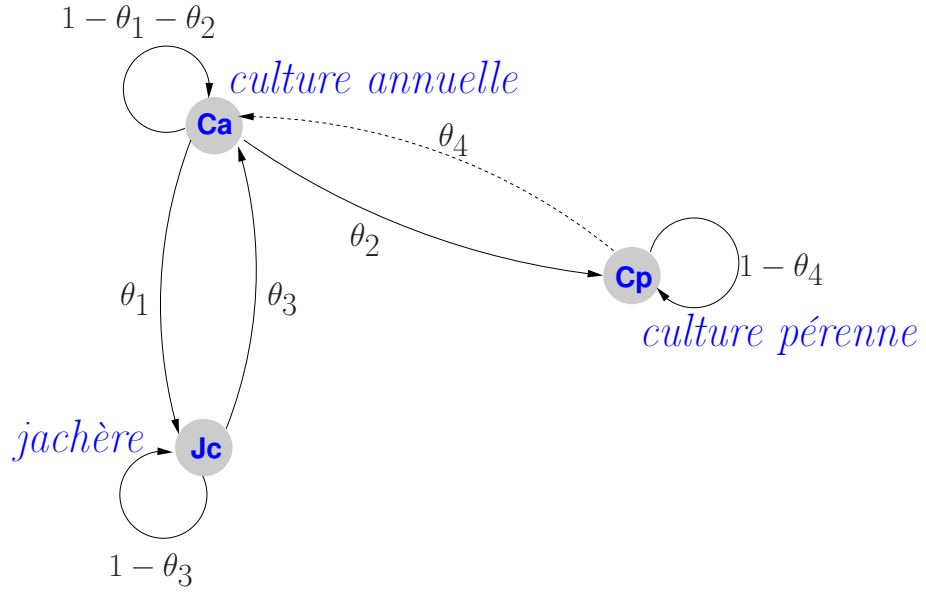 1 − θ₁ − θ₂
culture annuelle
Ca
θ₄
θ₂
Cp
1 − θ₄
θ₁
θ₃
culture pérenne
jachère
Jc
1 − θ₃